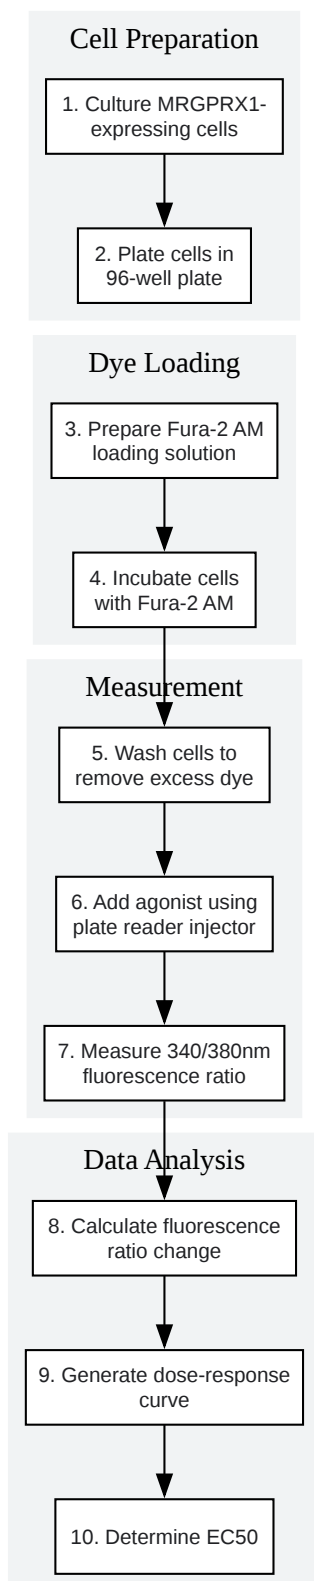 Cell Preparation
1. Culture MRGPRX1-
expressing cells
2. Plate cells in
96-well plate
Dye Loading
3. Prepare Fura-2 AM
loading solution
4. Incubate cells
with Fura-2 AM
Measurement
5. Wash cells to
remove excess dye
6. Add agonist using
plate reader injector
7. Measure 340/380nm
fluorescence ratio
Data Analysis
8. Calculate fluorescence
ratio change
9. Generate dose-response
curve
10. Determine EC50